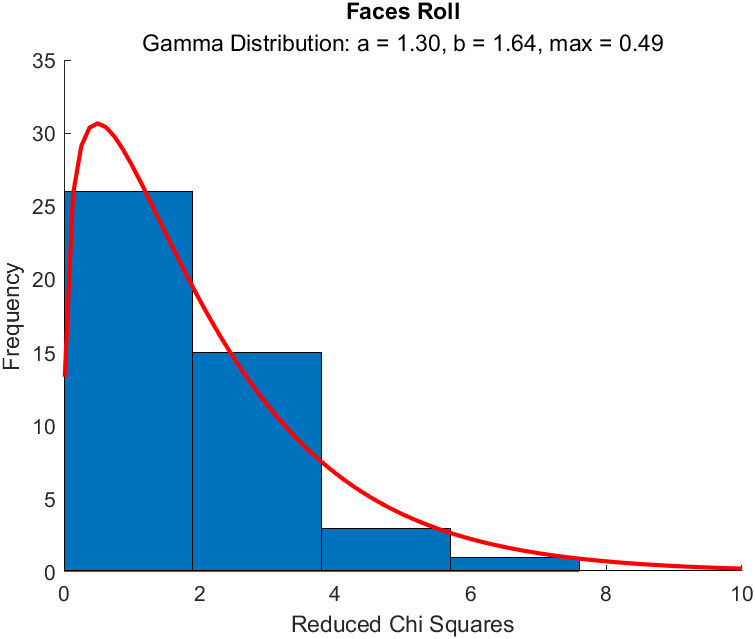 Faces Roll
Gamma Distribution: a = 1.30, b = 1.64, max = 0.49
35
30
25
20
15
10
5
0
Frequency
0 2 4 6 8 10
Reduced Chi Squares